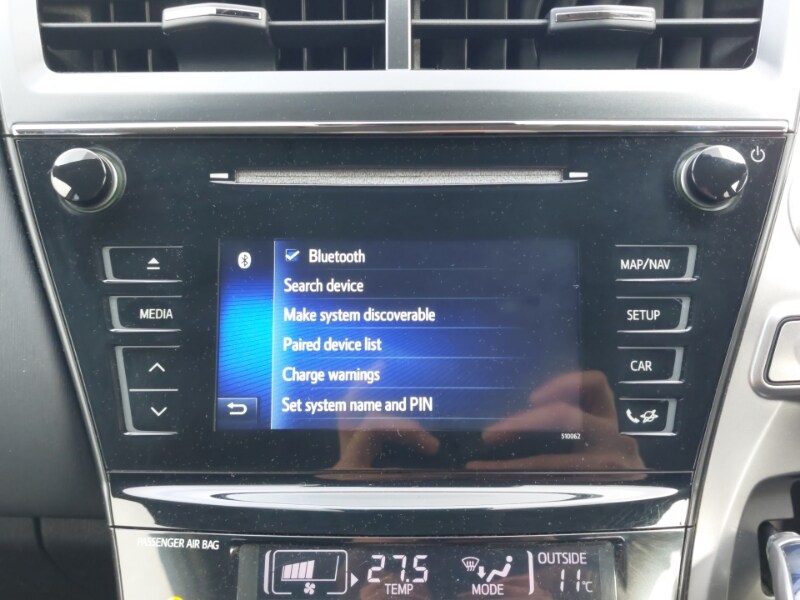 Bluetooth
Search device
MAP/NAV
MEDIA
Make system discoverable
SETUP
Paired device list
CAR
Charge warnings
Set system name and PIN
510062
PASSENGER AIR BAG
27.5
TEMP
MODE
OUTSIDE
11°C